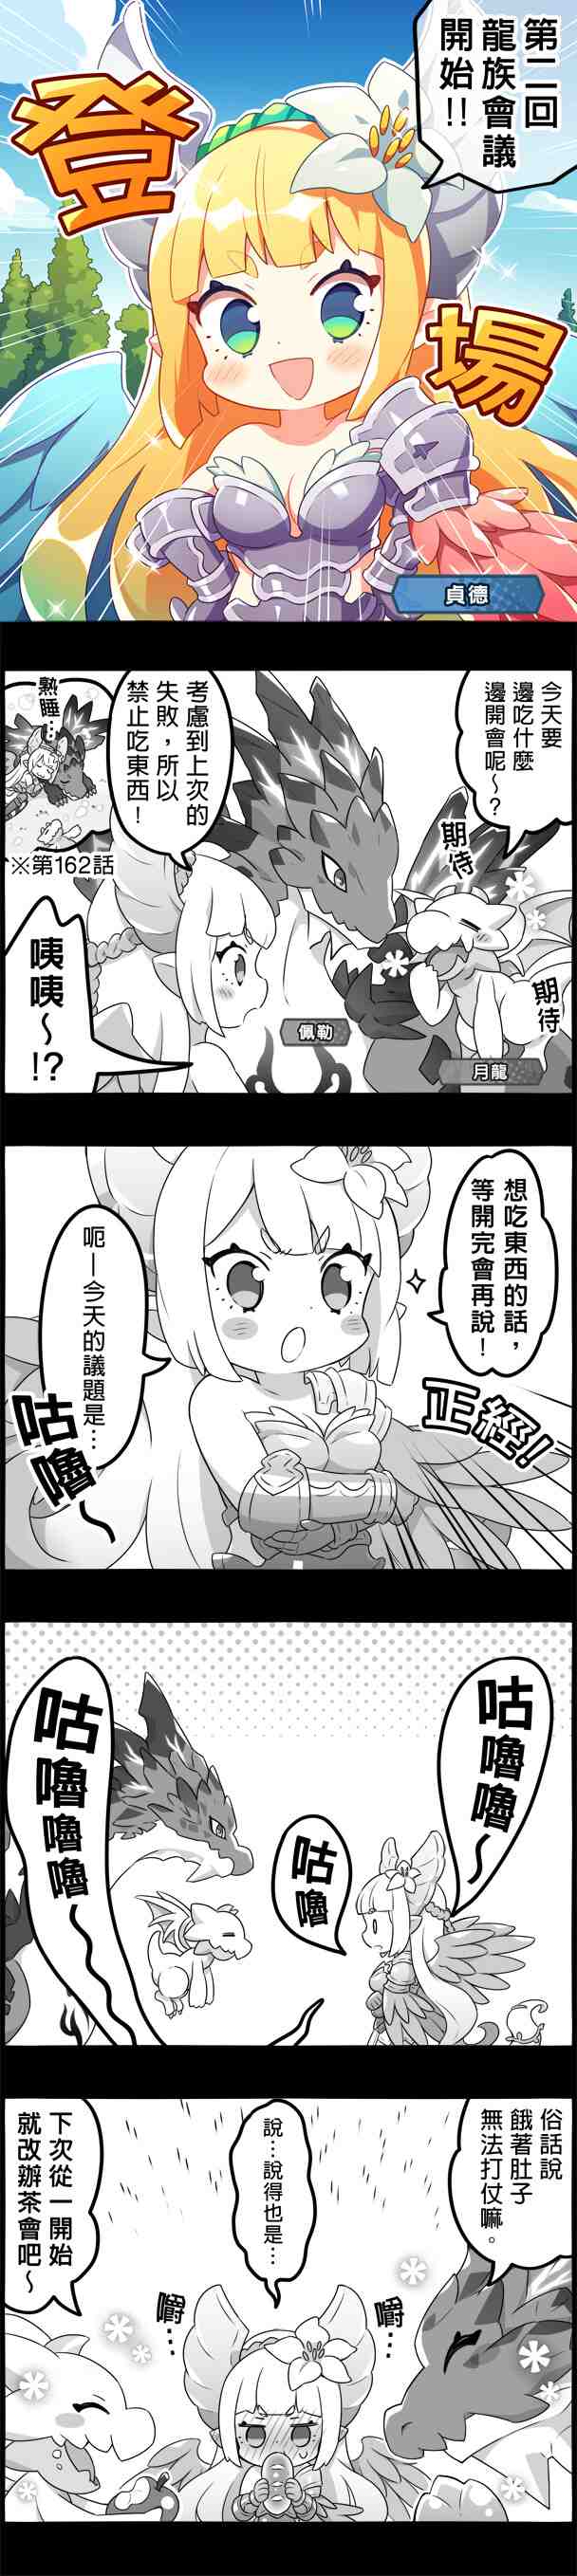 第二回
龍族會議
開始!!
登
場
貞德
今天要
邊吃什麼
邊開會呢～?
期待
期待
考慮到上次的
失敗，所以
禁止吃東西！
熟睡…
※第162話
咦咦～!?
佩勒
月龍
想吃東西的話，
等開完會再說！
正經！
呃—今天的議題是…
咕嚕～
咕嚕嚕～
咕嚕
咕嚕嚕嚕～
俗話說
餓著肚子
無法打仗嘛。
說…說得也是…
下次從一開始
就改辦茶會吧～
嚼…
嚼…